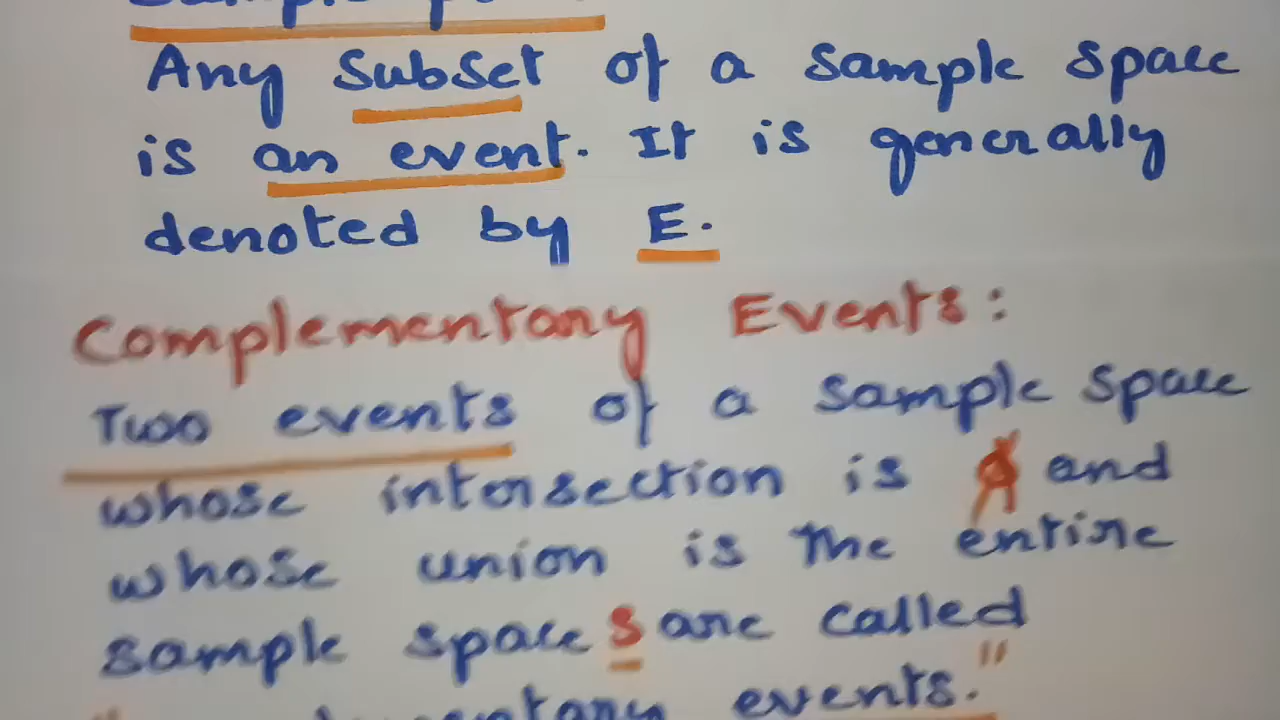 Any Subset of a sample space
is an event. It is generally
denoted by E.
Complementary Events:
Two events of a sample space
whose intersection is and
whose union is the entire
sample space S are called
events."